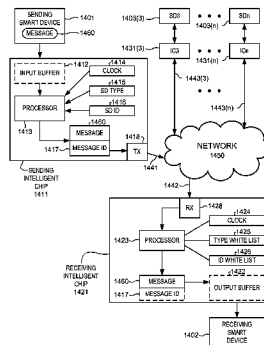 SENDING
SMART DEVICE
1401
MESSAGE
1460
1403(3)
SD3
• • •
1403(n)
SDn
1431(3)
IC3
• • •
1431(n)
ICn
1443(3)
1443(n)
1412
INPUT BUFFER
1414
CLOCK
1415
SD TYPE
1416
SD ID
PROCESSOR
1413
1460
MESSAGE
1417
MESSAGE ID
1418
TX
1441
SENDING
INTELLIGENT
CHIP
1411
NETWORK
1450
1442
RX
1428
1424
CLOCK
1425
TYPE WHITE LIST
1426
ID WHITE LIST
1423
PROCESSOR
1422
OUTPUT BUFFER
1460
MESSAGE
1417
MESSAGE ID
RECEIVING
INTELLIGENT
CHIP
1421
1402
RECEIVING
SMART
DEVICE